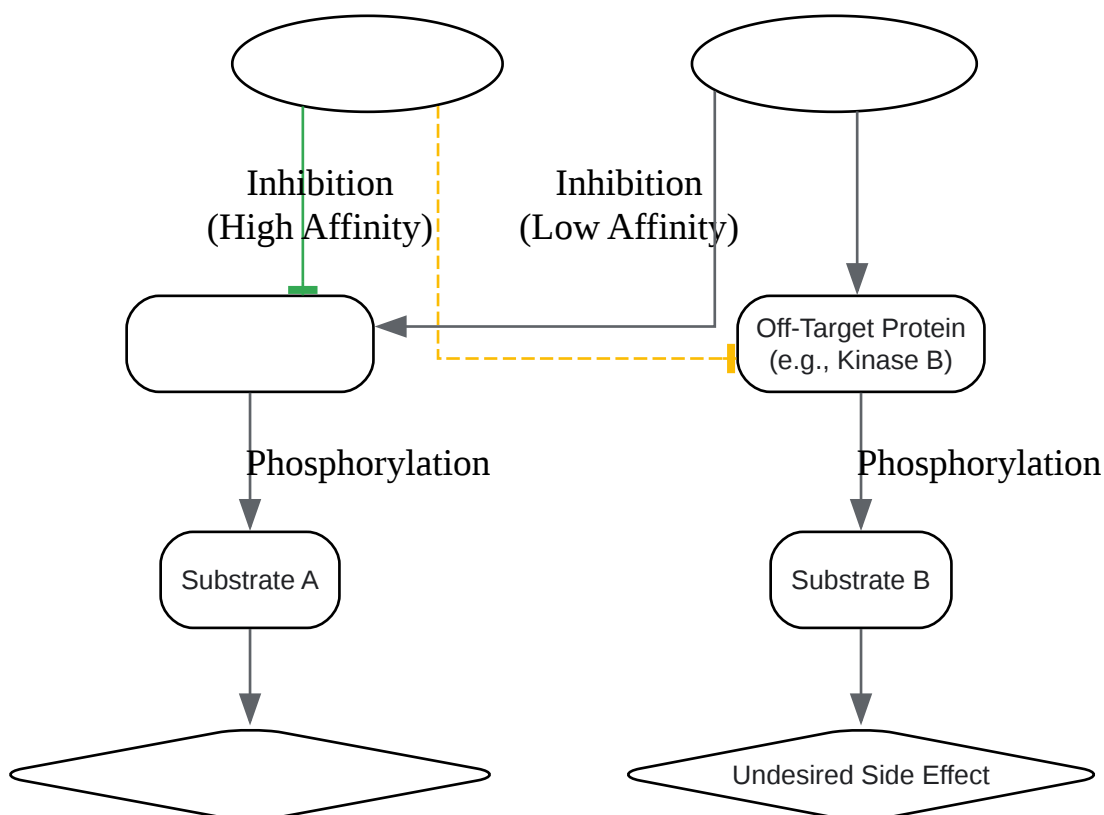 Inhibition
(High Affinity)
Inhibition
(Low Affinity)
Off-Target Protein
(e.g., Kinase B)
Phosphorylation
Phosphorylation
Substrate A
Substrate B
Undesired Side Effect